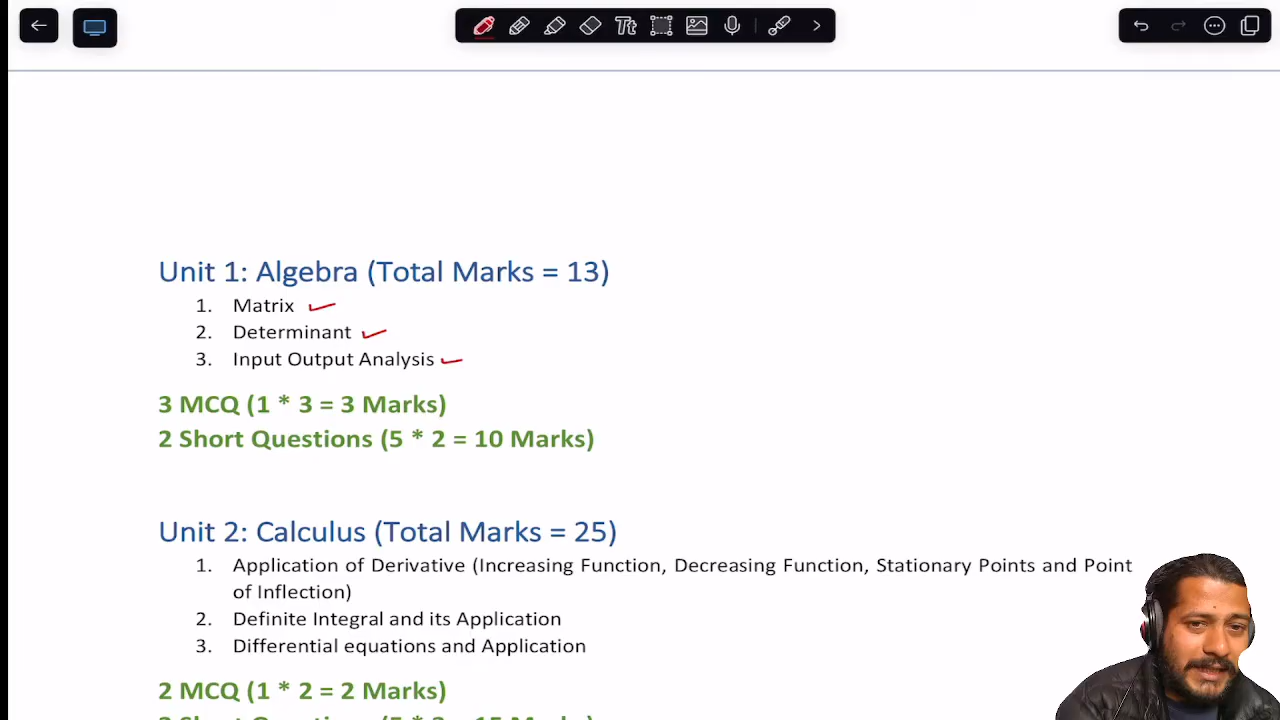 Tt
Unit 1: Algebra (Total Marks = 13)
1. Matrix
2. Determinant
3. Input Output Analysis
3 MCQ (1 * 3 = 3 Marks)
2 Short Questions (5 * 2 = 10 Marks)
Unit 2: Calculus (Total Marks = 25)
1. Application of Derivative (Increasing Function, Decreasing Function, Stationary Points and Point
of Inflection)
2. Definite Integral and its Application
3. Differential equations and Application
2 MCQ (1 * 2 = 2 Marks)